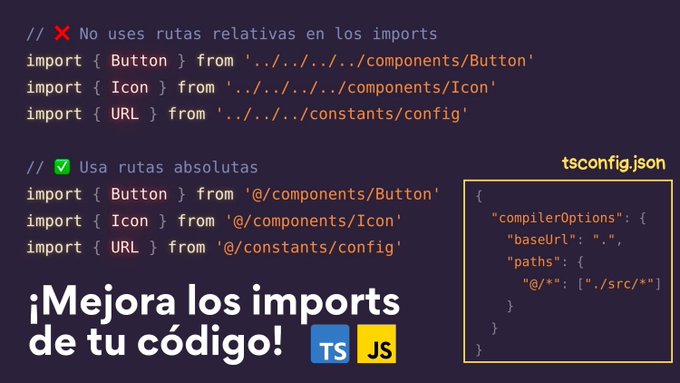 // ❌ No uses rutas relativas en los imports
import { Button } from '../../../../components/Button'
import { Icon } from '../../../../components/Icon'
import { URL } from '../../../constants/config'
// ✅ Usa rutas absolutas
import { Button } from '@/components/Button'
import { Icon } from '@/components/Icon'
import { URL } from '@/constants/config'
tsconfig.json
{
"compilerOptions": {
"baseUrl": ".",
"paths": {
"@/*": ["./src/*"]
}
}
}
¡Mejora los imports
de tu código!
TS
JS